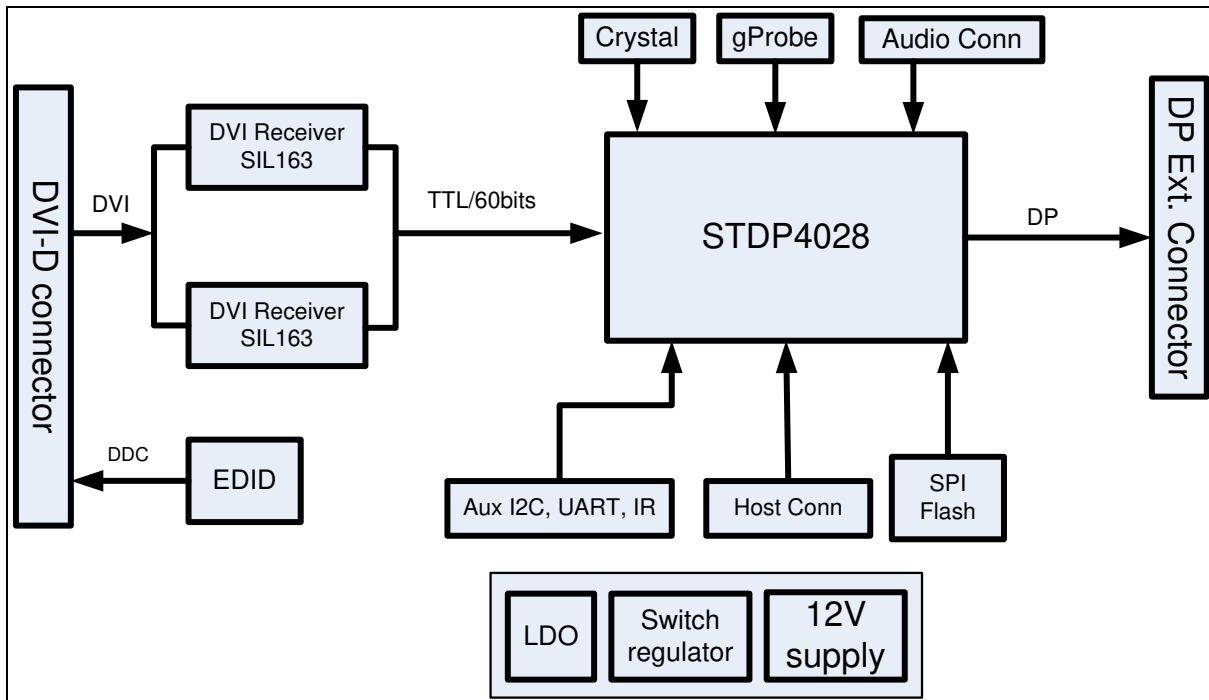 Crystal
gProbe
Audio Conn
DVI-D connector
DVI
DVI Receiver
SIL163
DVI Receiver
SIL163
TTL/60bits
STDP4028
DP
DP Ext. Connector
DDC
EDID
Aux I2C, UART, IR
Host Conn
SPI
Flash
LDO
Switch
regulator
12V
supply